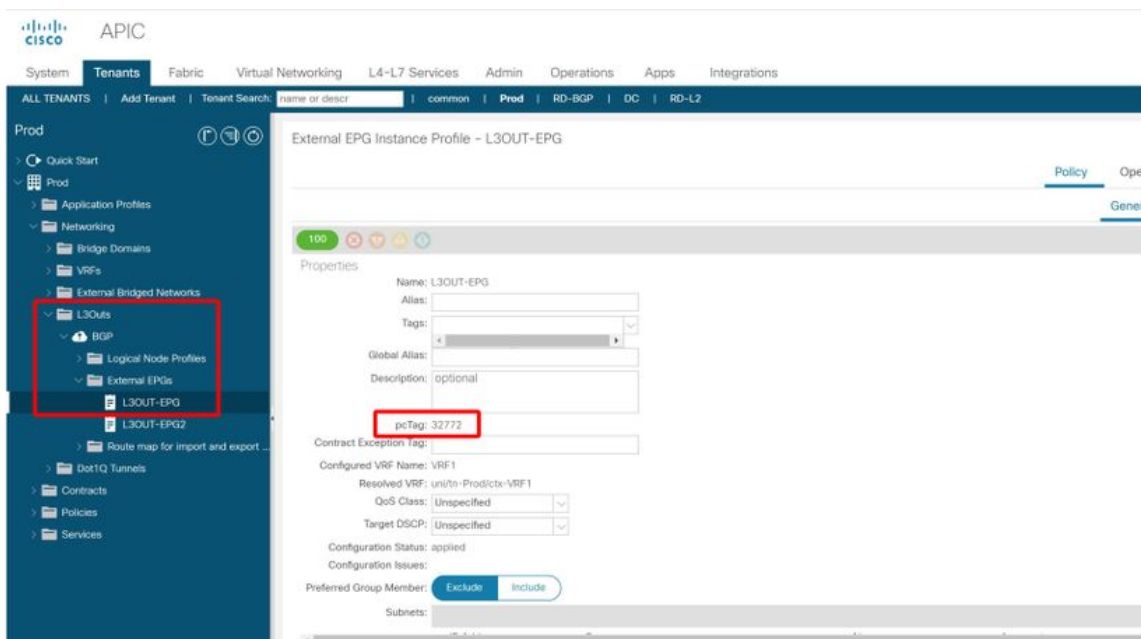 CISCO APIC
System Tenants Fabric Virtual Networking L4-L7 Services Admin Operations Apps Integrations
ALL TENANTS | Add Tenant | Tenant Search: name or descr | common | Prod | RD-BGP | DC | RD-L2
Prod
Quick Start
Prod
Application Profiles
Networking
Bridge Domains
VRFs
External Bridged Networks
L3Outs
BGP
Logical Node Profiles
External EPGs
L3OUT-EPG
L3OUT-EPG2
Route map for import and export ...
Dot1Q Tunnels
Contracts
Policies
Services
External EPG Instance Profile - L3OUT-EPG
Policy Ope
Gener
100
Properties
Name: L3OUT-EPG
Alias:
Tags:
Global Alias:
Description: optional
pcTag: 32772
Contract Exception Tag:
Configured VRF Name: VRF1
Resolved VRF: uni/tn-Prod/ctx-VRF1
QoS Class: Unspecified
Target DSCP: Unspecified
Configuration Status: applied
Configuration Issues:
Preferred Group Member: Exclude Include
Subnets: